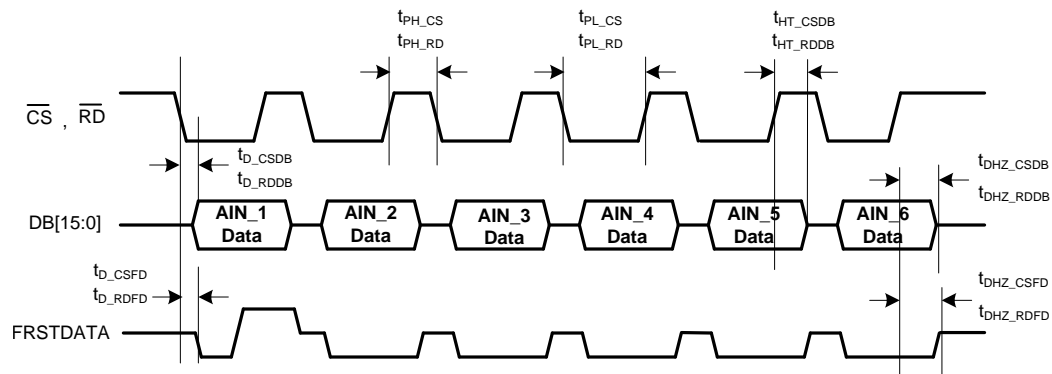 tPH_CS
tPH_RD
tPL_CS
tPL_RD
tHT_CSDB
tHT_RDDB
CS , RD
tD_CSDB
tD_RDDB
tDHZ_CSDB
tDHZ_RDDB
DB[15:0]
AIN_1
Data
AIN_2
Data
AIN_3
Data
AIN_4
Data
AIN_5
Data
AIN_6
Data
tD_CSFD
tD_RDFD
tDHZ_CSFD
tDHZ_RDFD
FRSTDATA